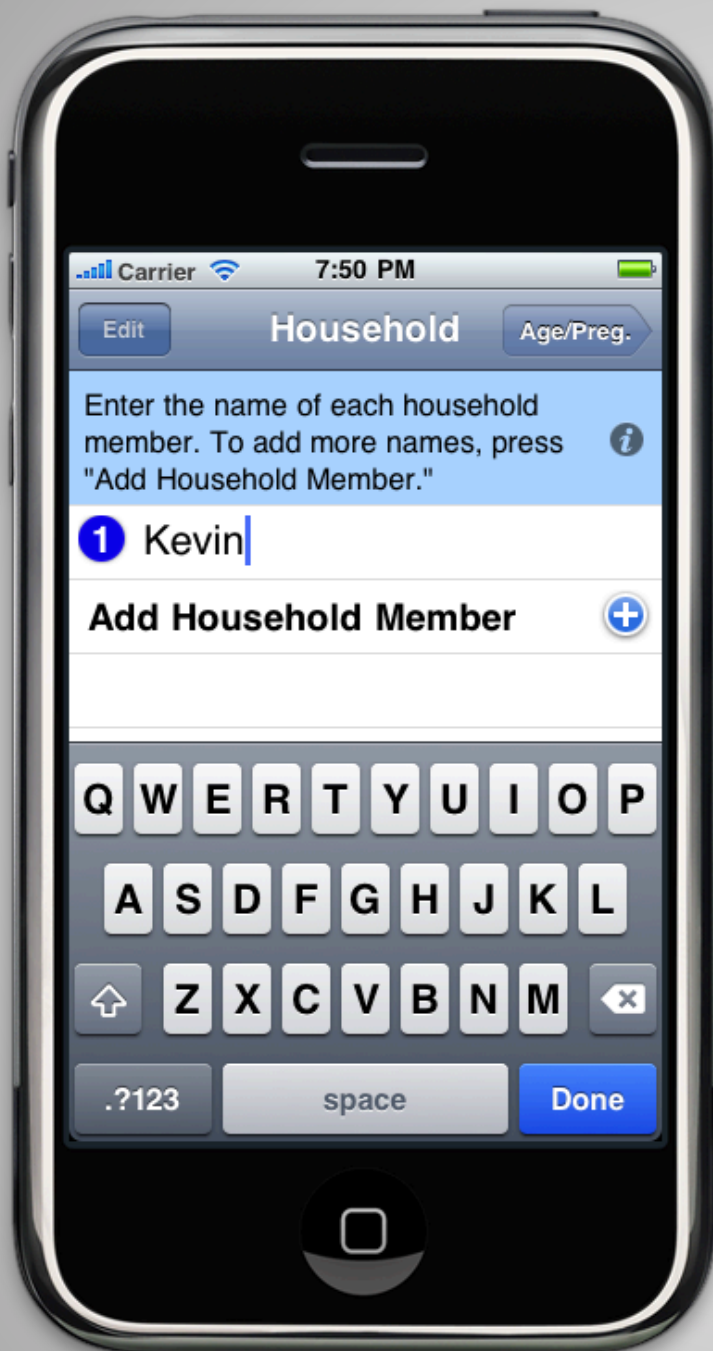 Carrier 7:50 PM
Edit Household Age/Preg.
Enter the name of each household
member. To add more names, press
"Add Household Member."
1 Kevin
Add Household Member
Q W E R T Y U I O P
A S D F G H J K L
Z X C V B N M
.?123 space Done